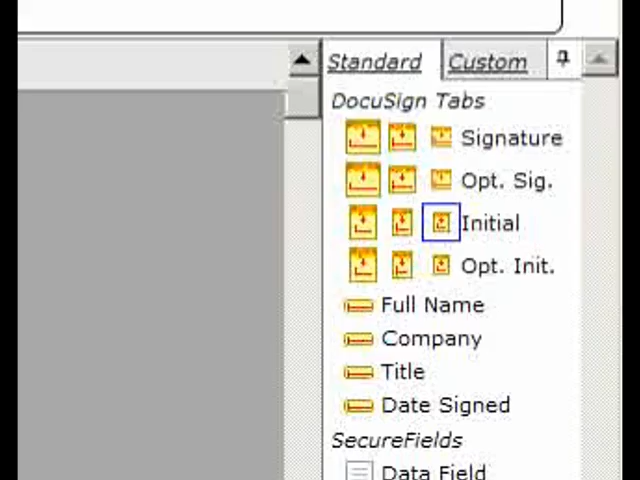 Standard Custom
DocuSign Tabs
Signature
Opt. Sig.
Initial
Opt. Init.
Full Name
Company
Title
Date Signed
SecureFields
Data Field